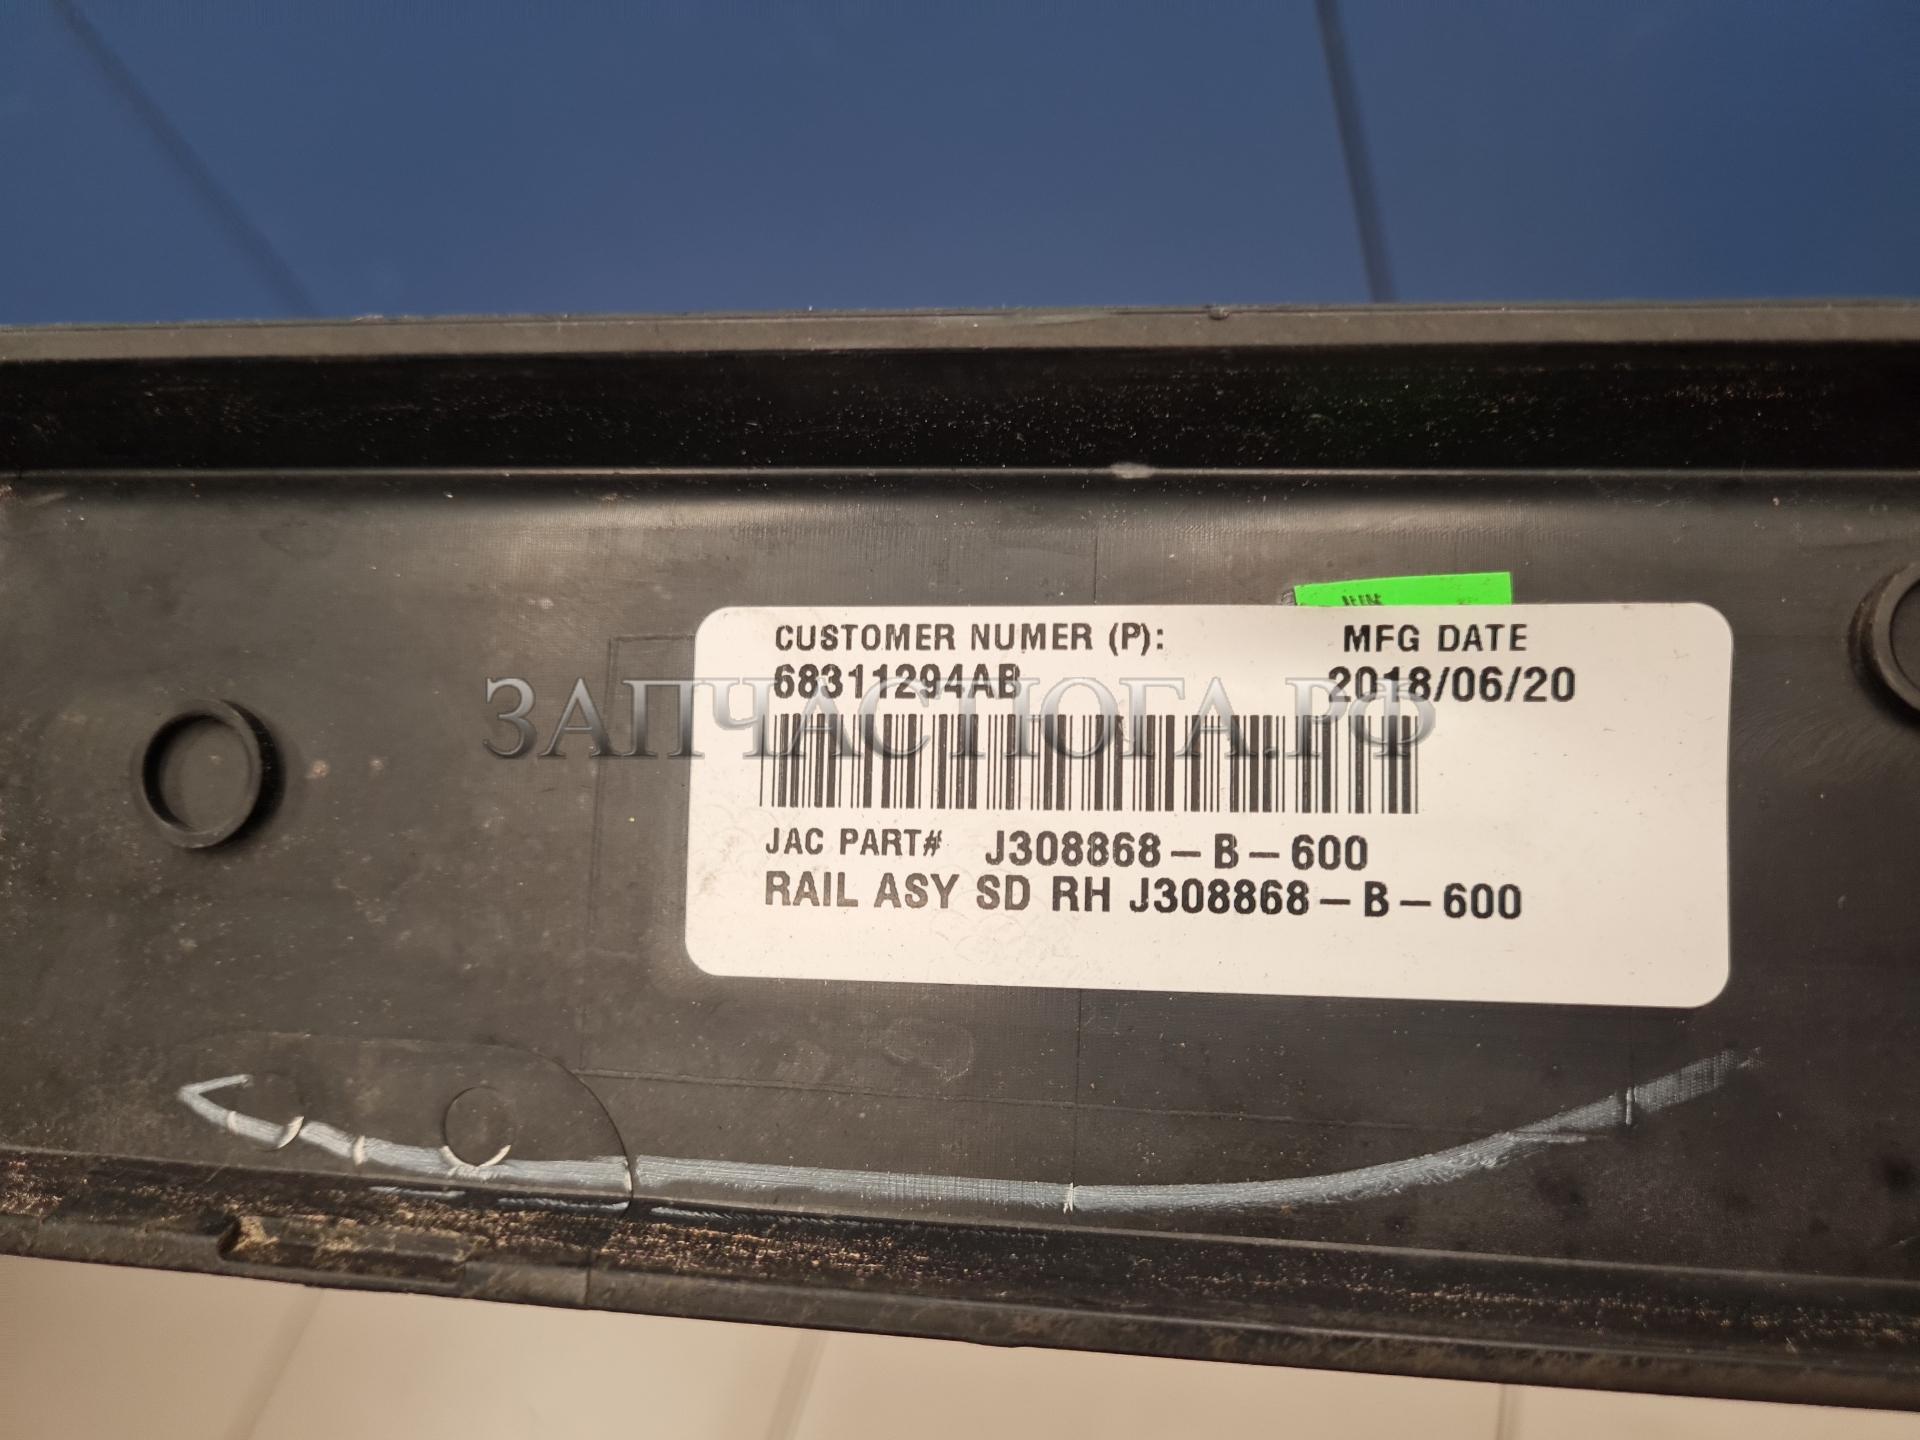 CUSTOMER NUMER (P):
68311294AB
MFG DATE
2018/06/20
ЗАПЧАСТЮГА.РФ
JAC PART# J308868-B-600
RAIL ASY SD RH J308868-B-600